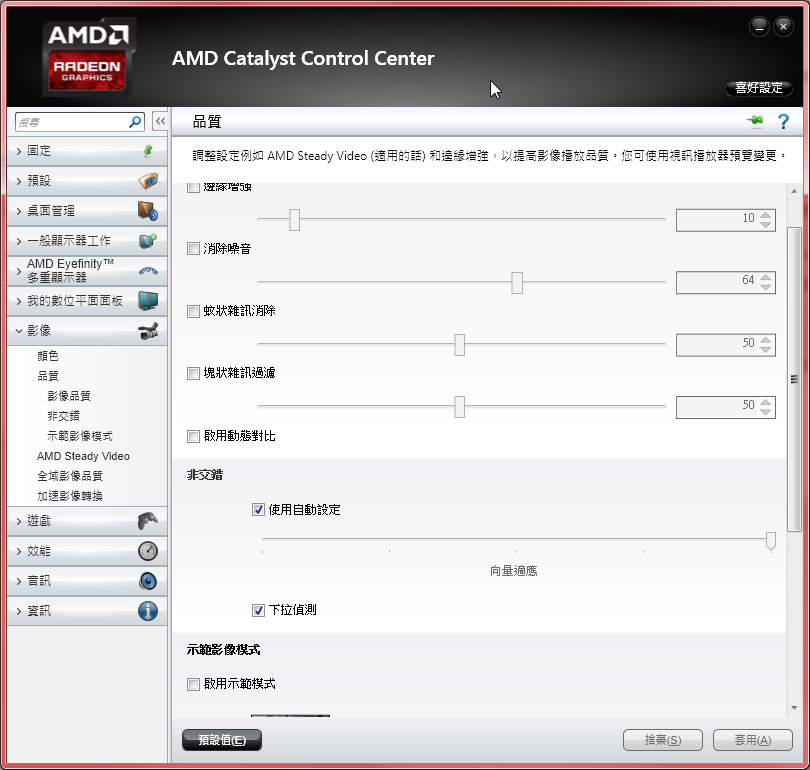 AMD
RADEON
GRAPHICS
AMD Catalyst Control Center
喜好設定
搜尋
固定
預設
桌面管理
一般顯示器工作
AMD Eyefinity™
多重顯示器
我的數位平面面板
影像
顏色
品質
影像品質
非交錯
示範影像模式
AMD Steady Video
全域影像品質
加速影像轉換
遊戲
效能
音訊
資訊
品質
調整設定例如 AMD Steady Video (適用的話) 和邊緣增強，以提高影像播放品質。您可使用視訊播放器預覽變更。
邊緣增強
10
消除噪音
64
蚊狀雜訊消除
50
塊狀雜訊過濾
50
啟用動態對比
非交錯
使用自動設定
向量適應
下拉偵測
示範影像模式
啟用示範模式
預設值(E)
捨棄(S)
套用(A)